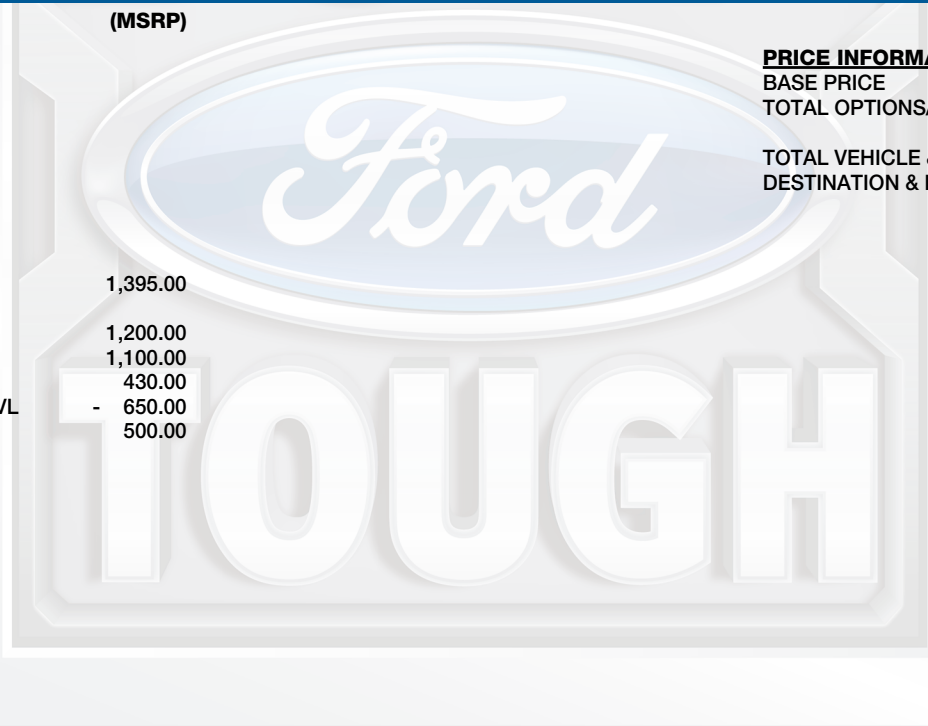 (MSRP)
PRICE INFORMA
BASE PRICE
TOTAL OPTIONS/
TOTAL VEHICLE &
DESTINATION &
Ford
1,395.00
1,200.00
1,100.00
430.00
VL - 650.00
500.00
TOUGH